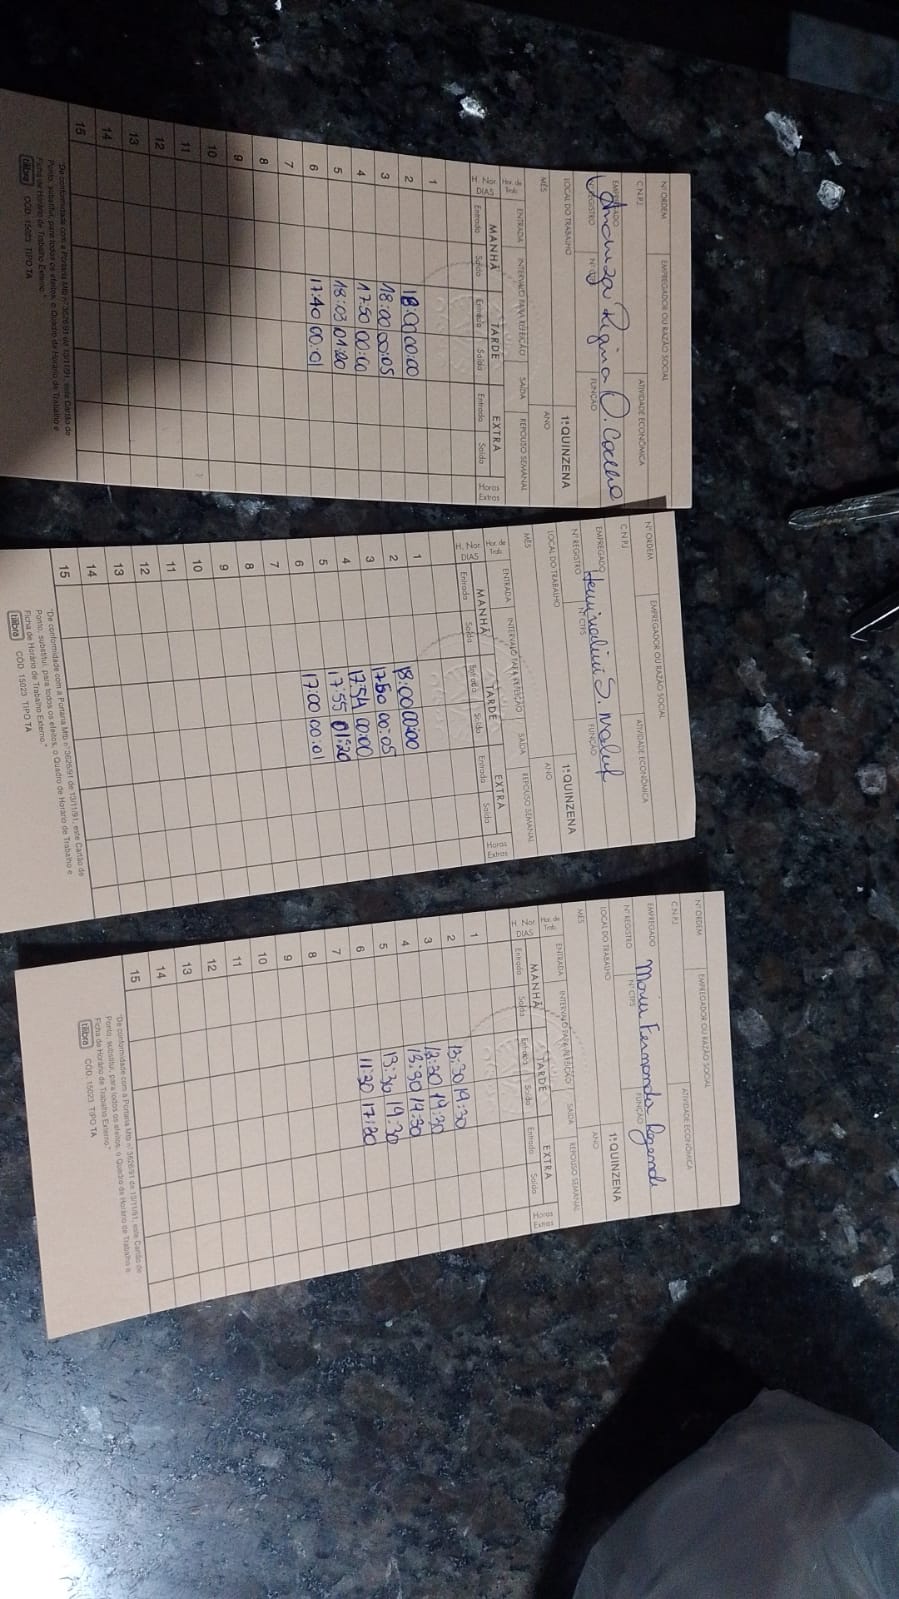 Nº ORDEM EMPREGADOR OU RAZÃO SOCIAL
C.N.P.J. ATIVIDADE ECONÔMICA
EMPREGADO Andreza Regina O. Coelho
Nº REGISTRO Nº CTPS FUNÇÃO
LOCAL DO TRABALHO 1ª QUINZENA
MÊS ANO
H. Nor. Hor. de Trab. ENTRADA INTERVALO PARA REFEIÇÃO SAÍDA REPOUSO SEMANAL
DIAS MANHÃ TARDE EXTRA Horas Extras
Entrada Saída Entrada Saída Entrada Saída
1
2 18:00 00:00
3 18:00 00:05
4 17:50 00:00
5 18:03 01:20
6 17:40 00:01
7
8
9
10
11
12
13
14
15
"De conformidade com a Portaria Mtb nº 3626/91 de 13/11/91, este Cartão de
Ponto, substitui, para todos os efeitos, o Quadro de Horário de Trabalho e
Ficha de Horário de Trabalho Externo."
tilibra CÓD. 15023 TIPO TA
Nº ORDEM EMPREGADOR OU RAZÃO SOCIAL
C.N.P.J. ATIVIDADE ECONÔMICA
EMPREGADO S. Maluf
Nº REGISTRO Nº CTPS FUNÇÃO
LOCAL DO TRABALHO 1ª QUINZENA
MÊS ANO
H. Nor. Hor. de Trab. ENTRADA INTERVALO PARA REFEIÇÃO SAÍDA REPOUSO SEMANAL
DIAS MANHÃ TARDE EXTRA Horas Extras
Entrada Saída Entrada Saída Entrada Saída
1
2 18:00 00:00
3 17:50 00:05
4 17:54 00:00
5 17:55 01:20
6 17:00 00:01
7
8
9
10
11
12
13
14
15
"De conformidade com a Portaria Mtb nº 3626/91 de 13/11/91, este Cartão de
Ponto, substitui, para todos os efeitos, o Quadro de Horário de Trabalho e
Ficha de Horário de Trabalho Externo."
tilibra CÓD. 15023 TIPO TA
Nº ORDEM EMPREGADOR OU RAZÃO SOCIAL
C.N.P.J. ATIVIDADE ECONÔMICA
EMPREGADO Maria Fernanda Rezende
Nº REGISTRO Nº CTPS FUNÇÃO
LOCAL DO TRABALHO 1ª QUINZENA
MÊS ANO
Hor. de Trab. ENTRADA INTERVALO PARA REFEIÇÃO SAÍDA REPOUSO SEMANAL
H. Nor. DIAS MANHÃ TARDE EXTRA Horas Extras
Entrada Saída Entrada Saída Entrada Saída
1
2 13:30 19:30
3 13:30 19:30
4 13:30 19:30
5 13:30 19:30
6 11:30 17:30
7
8
9
10
11
12
13
14
15
"De conformidade com a Portaria Mtb nº 3626/91 de 13/11/91, este Cartão de
Ponto, substitui, para todos os efeitos, o Quadro de Horário de Trabalho e
Ficha de Horário de Trabalho Externo."
tilibra CÓD. 15023 TIPO TA